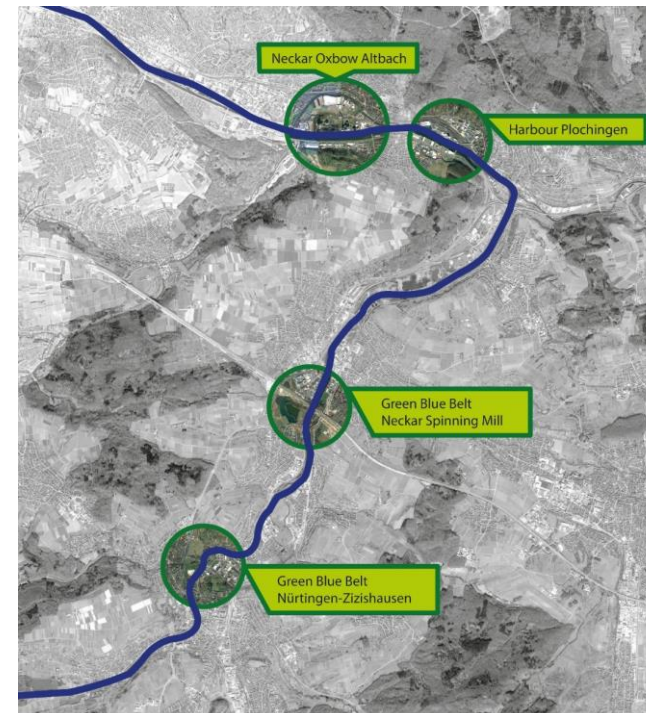 Neckar Oxbow Altbach
Harbour Plochingen
Green Blue Belt
Neckar Spinning Mill
Green Blue Belt
Nürtingen-Zizishausen